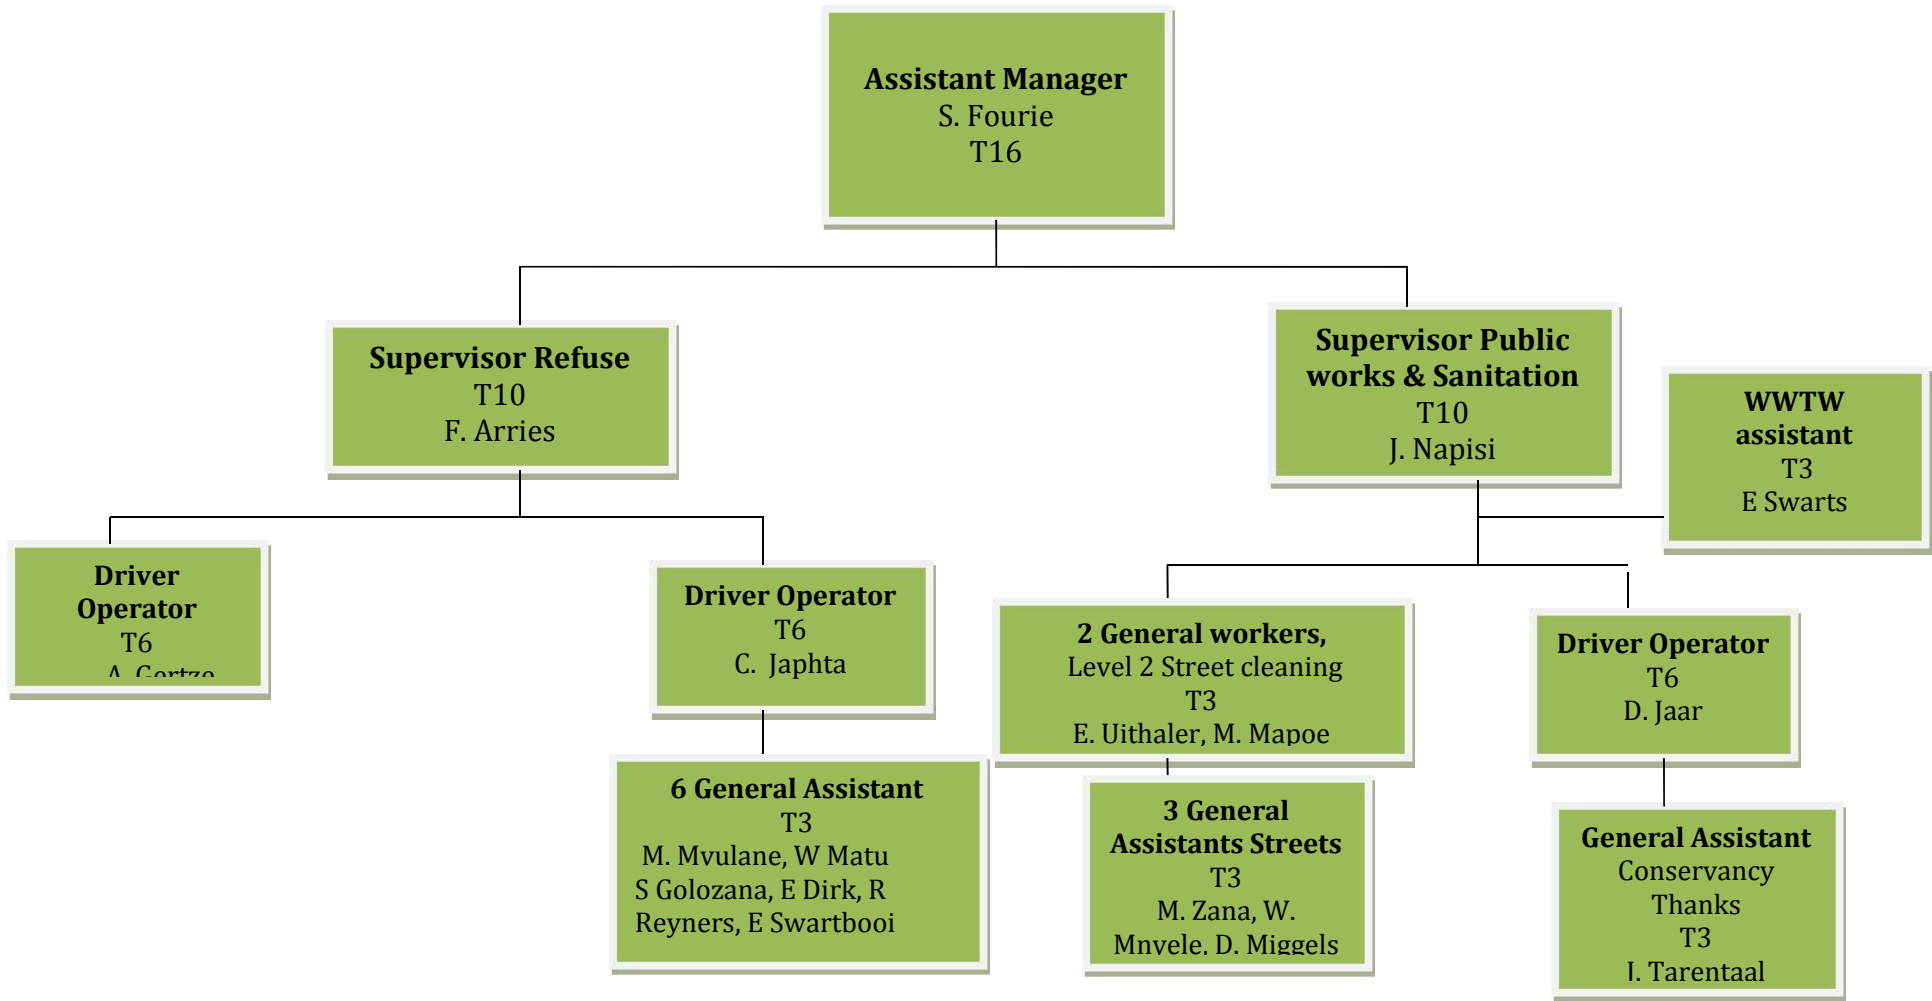 Assistant Manager
S. Fourie
T16
Supervisor Refuse
T10
F. Arries
Supervisor Public
works & Sanitation
T10
J. Napisi
WWTW
assistant
T3
E Swarts
Driver
Operator
T6
A. Gertze
Driver Operator
T6
C. Japhta
2 General workers,
Level 2 Street cleaning
T3
E. Uithaler, M. Mapoe
Driver Operator
T6
D. Jaar
6 General Assistant
T3
M. Mvulane, W Matu
S Golozana, E Dirk, R
Reyners, E Swartbooi
3 General
Assistants Streets
T3
M. Zana, W.
Mnyele, D. Miggels
General Assistant
Conservancy
Thanks
T3
Tarentaal